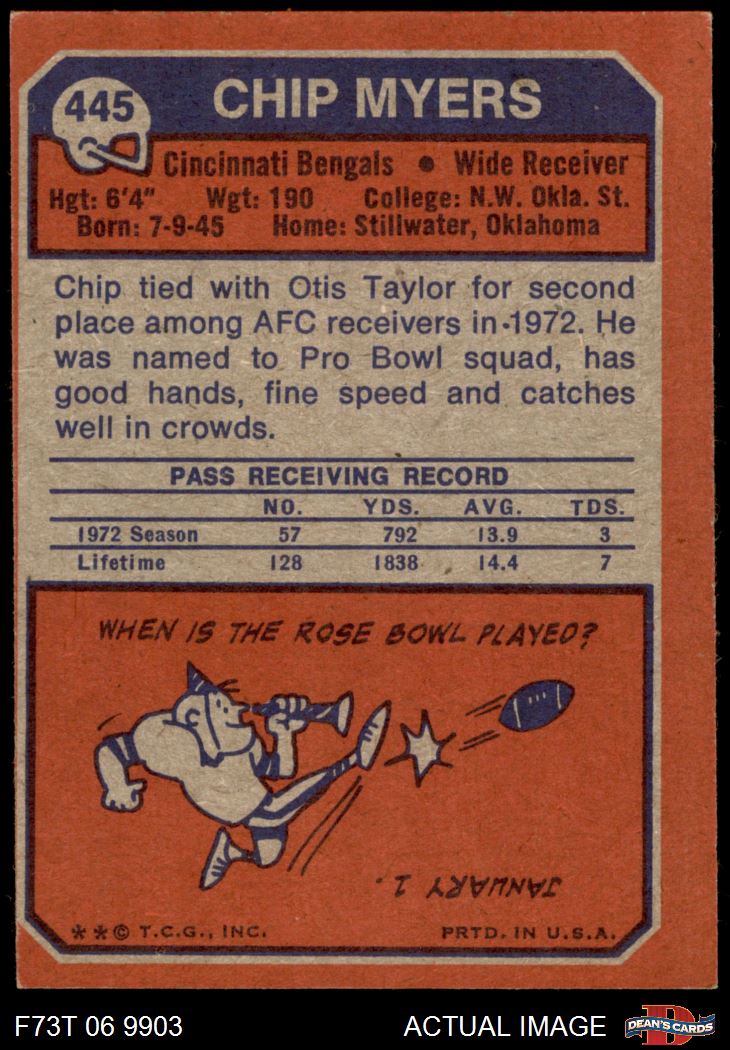 445
CHIP MYERS
Cincinnati Bengals • Wide Receiver
Hgt: 6'4" Wgt: 190 College: N.W. Okla. St.
Born: 7-9-45 Home: Stillwater, Oklahoma
Chip tied with Otis Taylor for second
place among AFC receivers in 1972. He
was named to Pro Bowl squad, has
good hands, fine speed and catches
well in crowds.
PASS RECEIVING RECORD
NO. YDS. AVG. TDS.
1972 Season 57 792 13.9 3
Lifetime 128 1838 14.4 7
WHEN IS THE ROSE BOWL PLAYED?
JANUARY 1.
**© T.C.G., INC. PRTD. IN U.S.A.
F73T 06 9903 ACTUAL IMAGE D DEAN'S CARDS